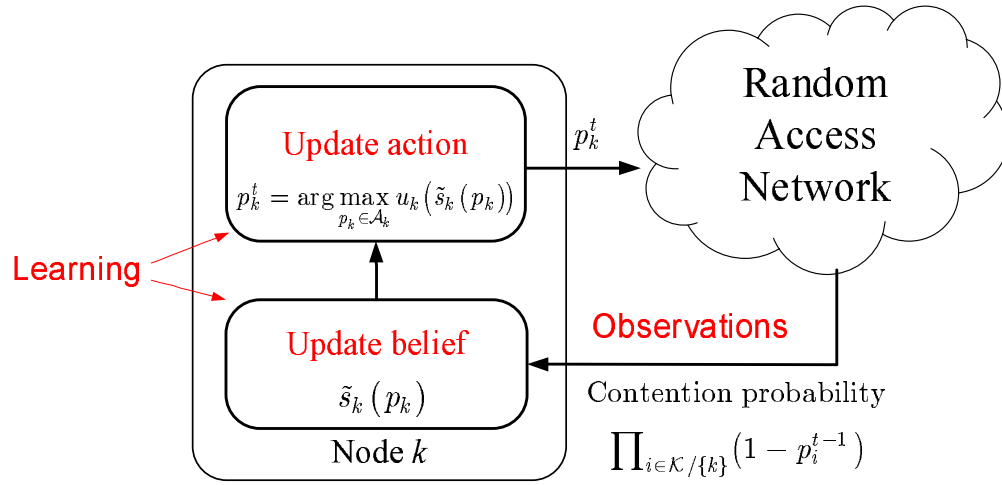 Update action
p_k^t = arg max_{p_k∈𝒜_k} u_k(s̃_k(p_k))
p_k^t
Random
Access
Network
Learning
Update belief
s̃_k(p_k)
Node k
Observations
Contention probability
∏_{i∈𝒦/{k}}(1 − p_i^{t−1})